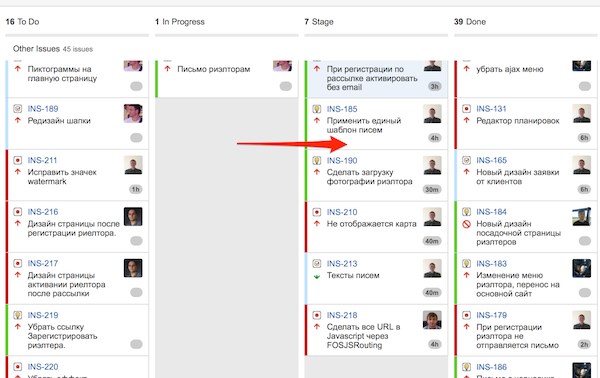 16 To Do
1 In Progress
7 Stage
39 Done
Other Issues 45 issues
Пиктограммы на
главную страницу
INS-189
Редизайн шапки
INS-211
Исправить значек
watermark
1h
INS-216
Дизайн страницы после
регистрации риелтора.
INS-217
Дизайн страницы
активании риелтора
после рассылки
INS-219
Убрать ссылку
Зарегистрировать
риэлтора.
INS-220
Письмо риэлторам
При регистрации по
рассылке активировать
без email
3h
INS-185
Применить единый
шаблон писем
4h
INS-190
Сделать загрузку
фотографии риэлтора
30m
INS-210
Не отображается карта
40m
INS-213
Тексты писем
40m
INS-218
Сделать все URL в
Javascript через
FOSJSRouting
4h
убрать ajax меню
INS-131
Редактор планировок
6h
INS-165
Новый дизайн заявки
от клиентов
6h
INS-184
Новый дизайн
посадочной страницы
риэлтеров
INS-183
Изменение меню
риэлтора, перенос на
основной сайт
INS-179
При регистрации
риэлтора не
отправляется письмо
2h
INS-186